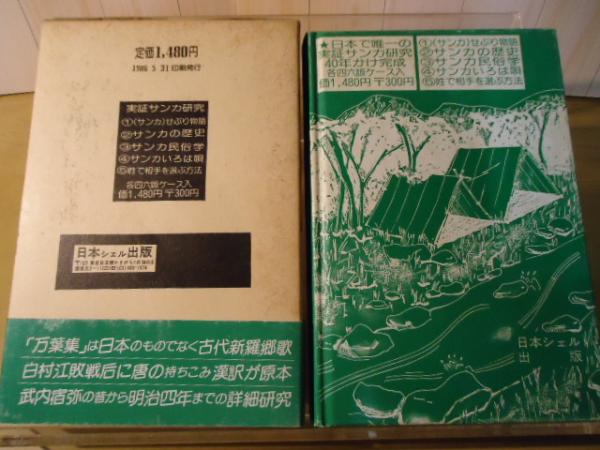 定価1,480円
1986 5 31 印刷発行
実証サンカ研究
①(サンカ)せぶり物語
②サンカの歴史
③サンカ民俗学
④サンカいろは唄
⑤姓で相手を選ぶ方法
各四六版ケース入
価1,480円 〒300円
日本シェル出版
「万葉集」は日本のものでなく古代新羅郷歌
白村江敗戦后に唐の持ちこみ漢訳が原本
武内宿弥の昔から明治四年までの詳細研究
★日本で唯一の
実証サンカ研究
40年かけ完成
各四六版ケース入
価1,480円 〒300円
①(サンカ)せぶり物語
②サンカの歴史
③サンカ民俗学
④サンカいろは唄
⑤姓で相手を選ぶ方法
日本シェル
出版